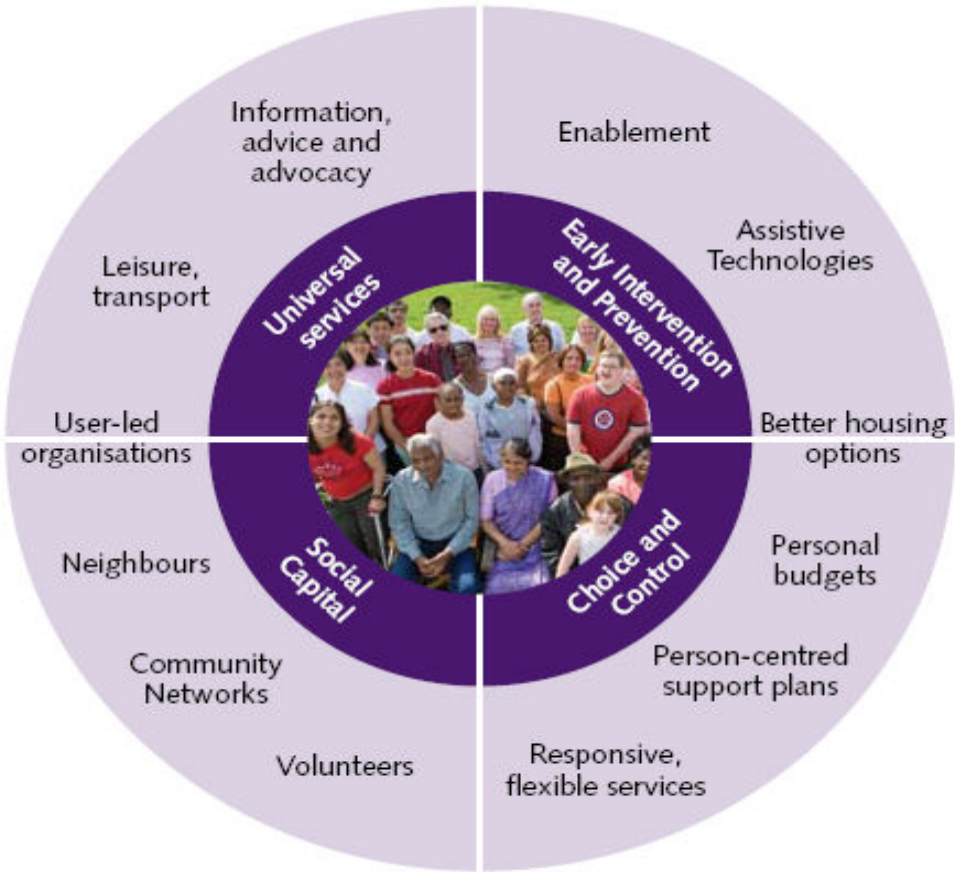 Information,
advice and
advocacy
Leisure,
transport
User-led
organisations
Universal
services
Enablement
Assistive
Technologies
Better housing
options
Early Intervention
and Prevention
Neighbours
Community
Networks
Volunteers
Social
Capital
Personal
budgets
Person-centred
support plans
Responsive,
flexible services
Choice and
Control